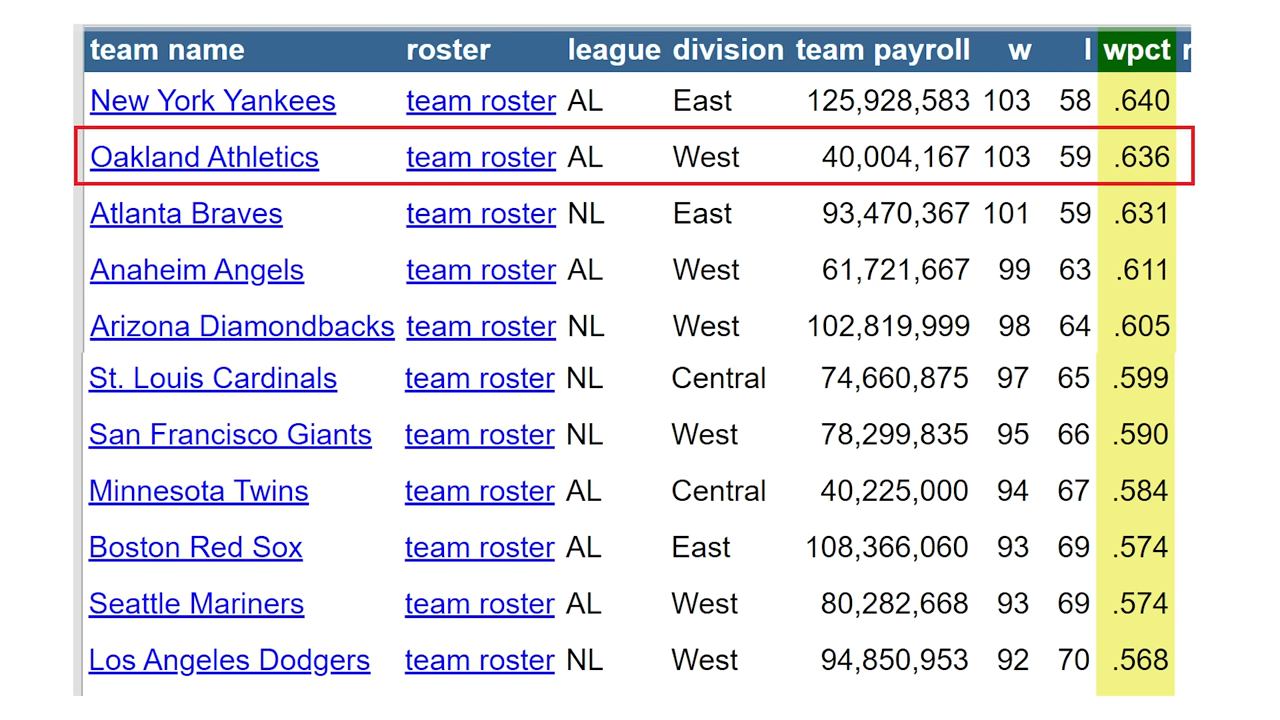 team name roster league division team payroll w l wpct r
New York Yankees team roster AL East 125,928,583 103 58 .640
Oakland Athletics team roster AL West 40,004,167 103 59 .636
Atlanta Braves team roster NL East 93,470,367 101 59 .631
Anaheim Angels team roster AL West 61,721,667 99 63 .611
Arizona Diamondbacks team roster NL West 102,819,999 98 64 .605
St. Louis Cardinals team roster NL Central 74,660,875 97 65 .599
San Francisco Giants team roster NL West 78,299,835 95 66 .590
Minnesota Twins team roster AL Central 40,225,000 94 67 .584
Boston Red Sox team roster AL East 108,366,060 93 69 .574
Seattle Mariners team roster AL West 80,282,668 93 69 .574
Los Angeles Dodgers team roster NL West 94,850,953 92 70 .568